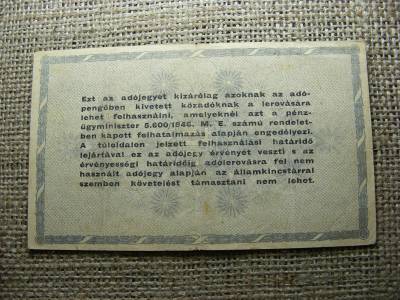 Ezt az adójegyet kizárólag azoknak az adó-
pengőben kivetett közadóknak a lerovására
lehet felhasználni, amelyeknél azt a pénz-
ügyminiszter 5.600/1946. M. E. számú rendelet-
ben kapott felhatalmazás alapján engedélyezi.
A túloldalon jelzett felhasználási határidő
lejártával ez az adójegy érvényét veszti s az
érvényességi határidőig adólerovásra fel nem
használt adójegy alapján az államkincstárral
szemben követelést támasztani nem lehet.